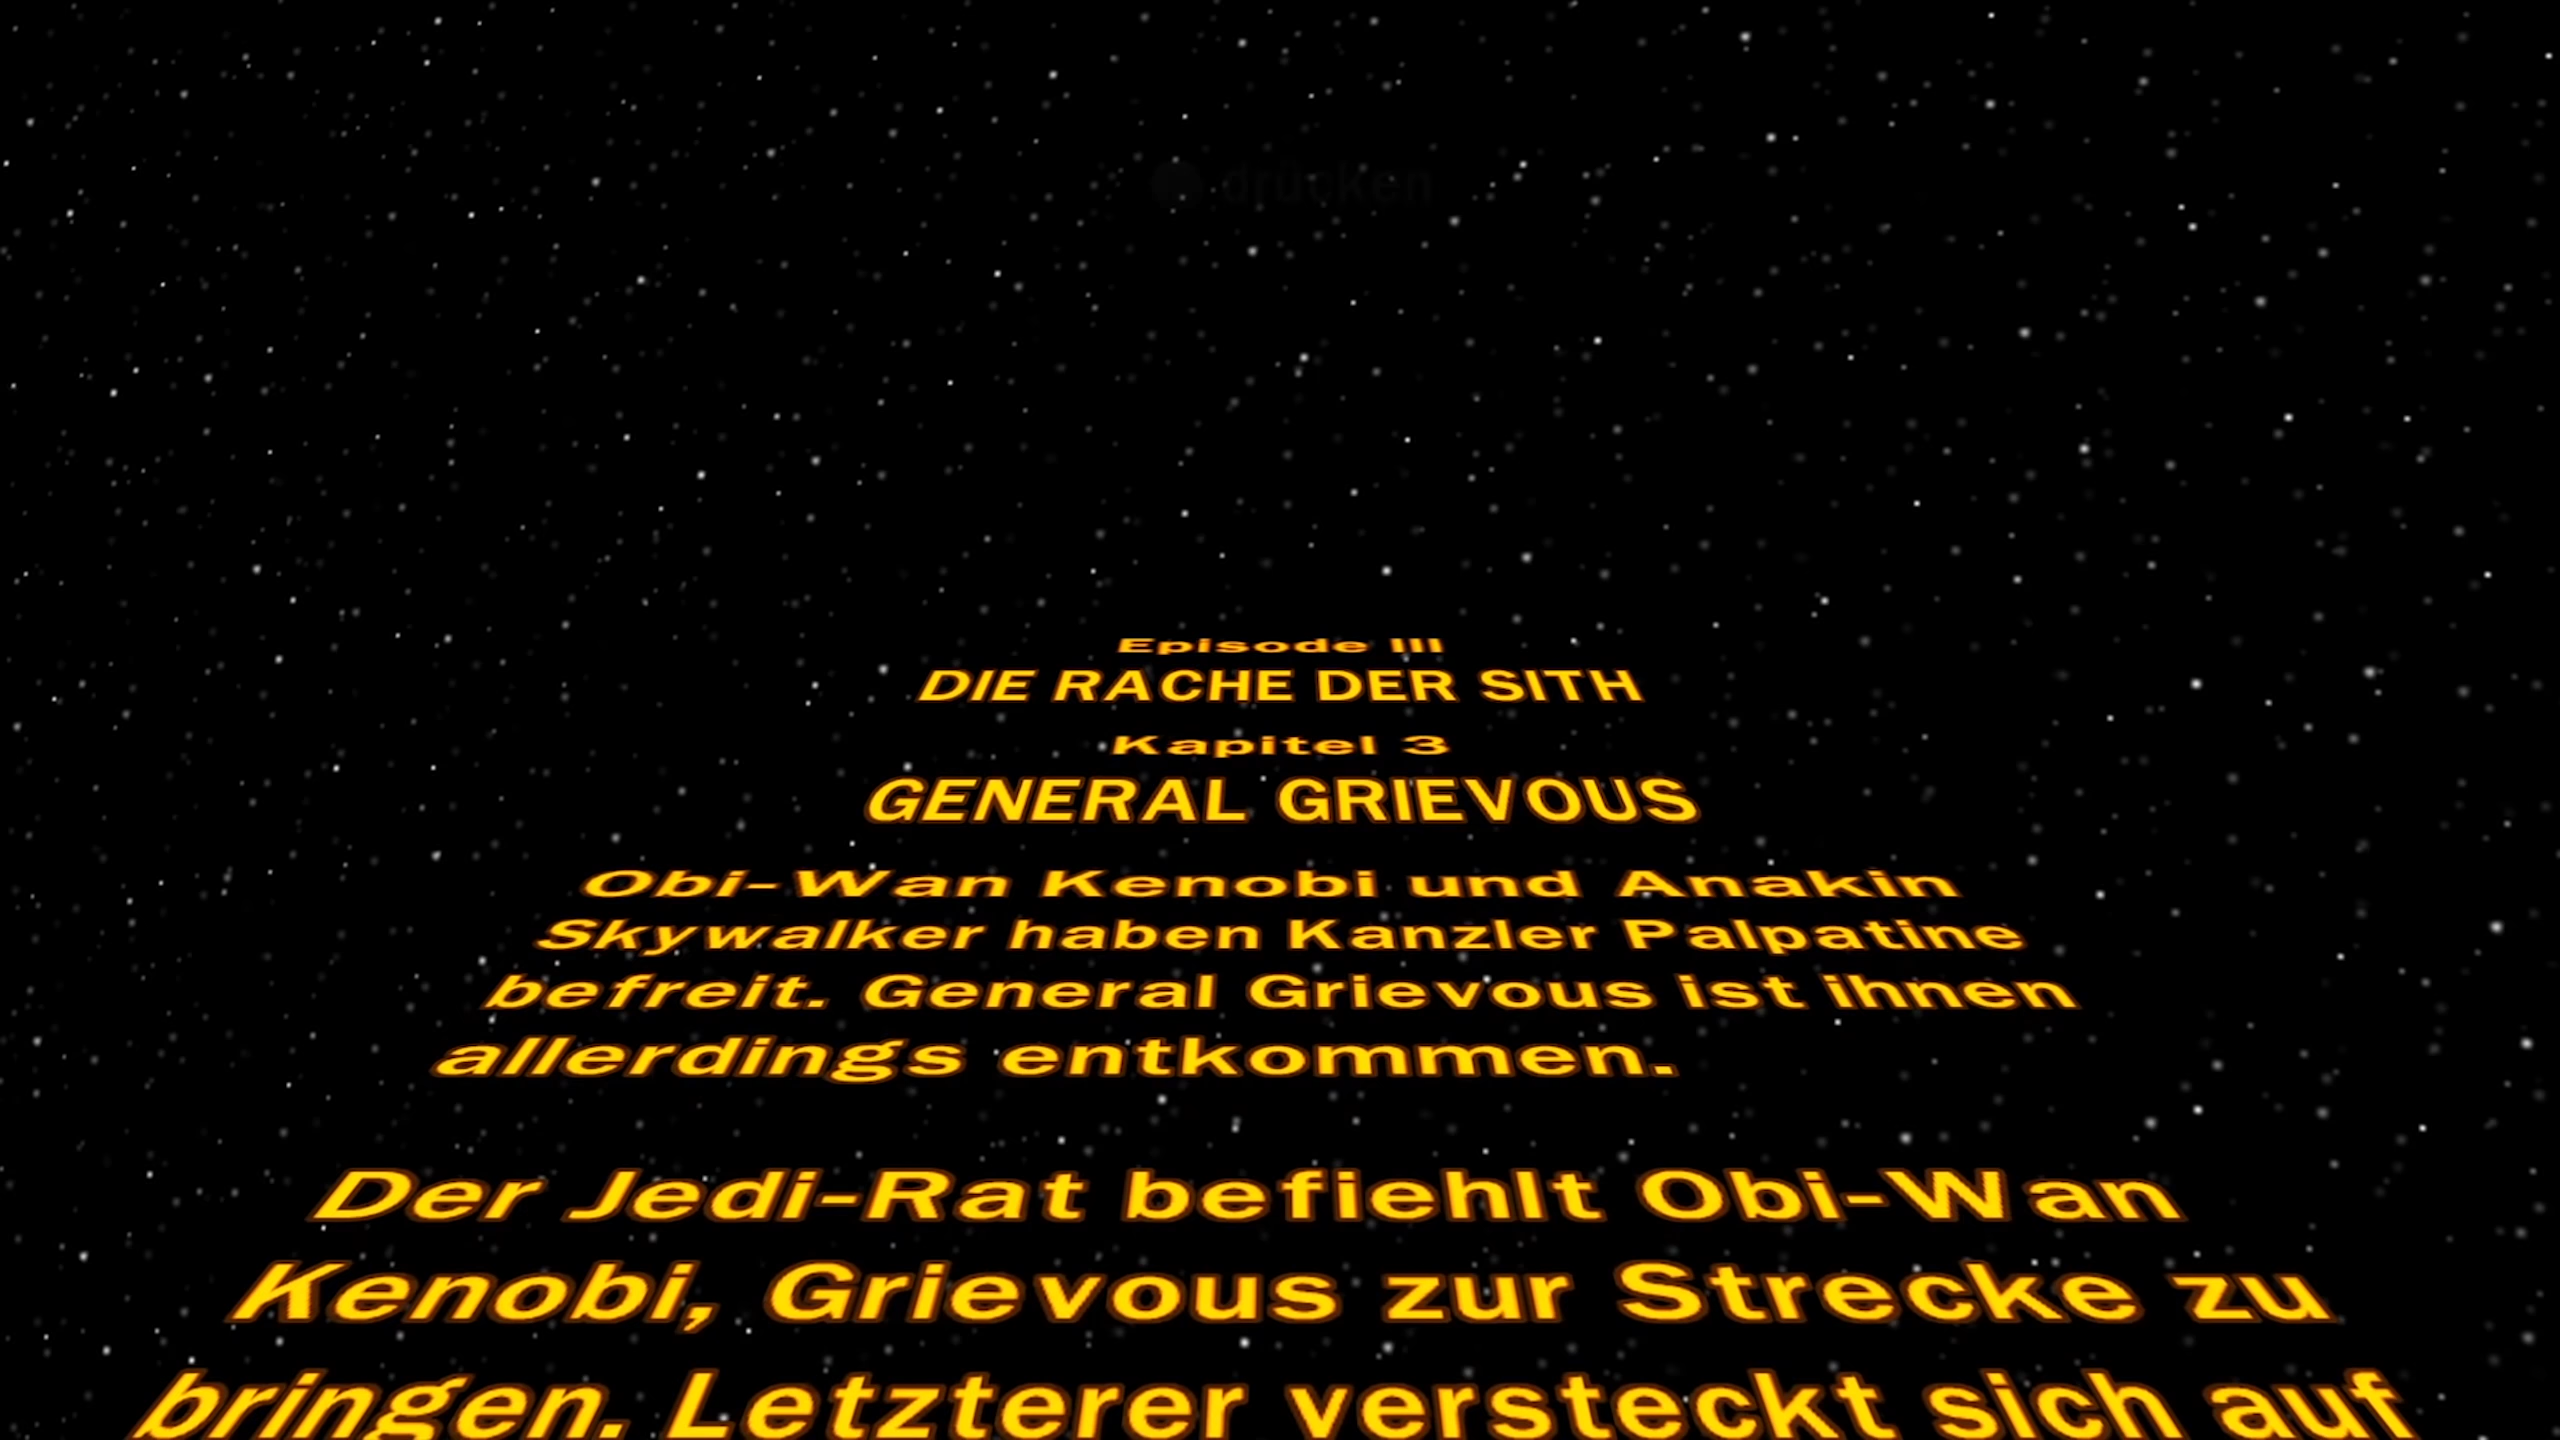 drücken
Episode III
DIE RACHE DER SITH
Kapitel 3
GENERAL GRIEVOUS
Obi-Wan Kenobi und Anakin
Skywalker haben Kanzler Palpatine
befreit. General Grievous ist ihnen
allerdings entkommen.
Der Jedi-Rat befiehlt Obi-Wan
Kenobi, Grievous zur Strecke zu
bringen. Letzterer versteckt sich auf